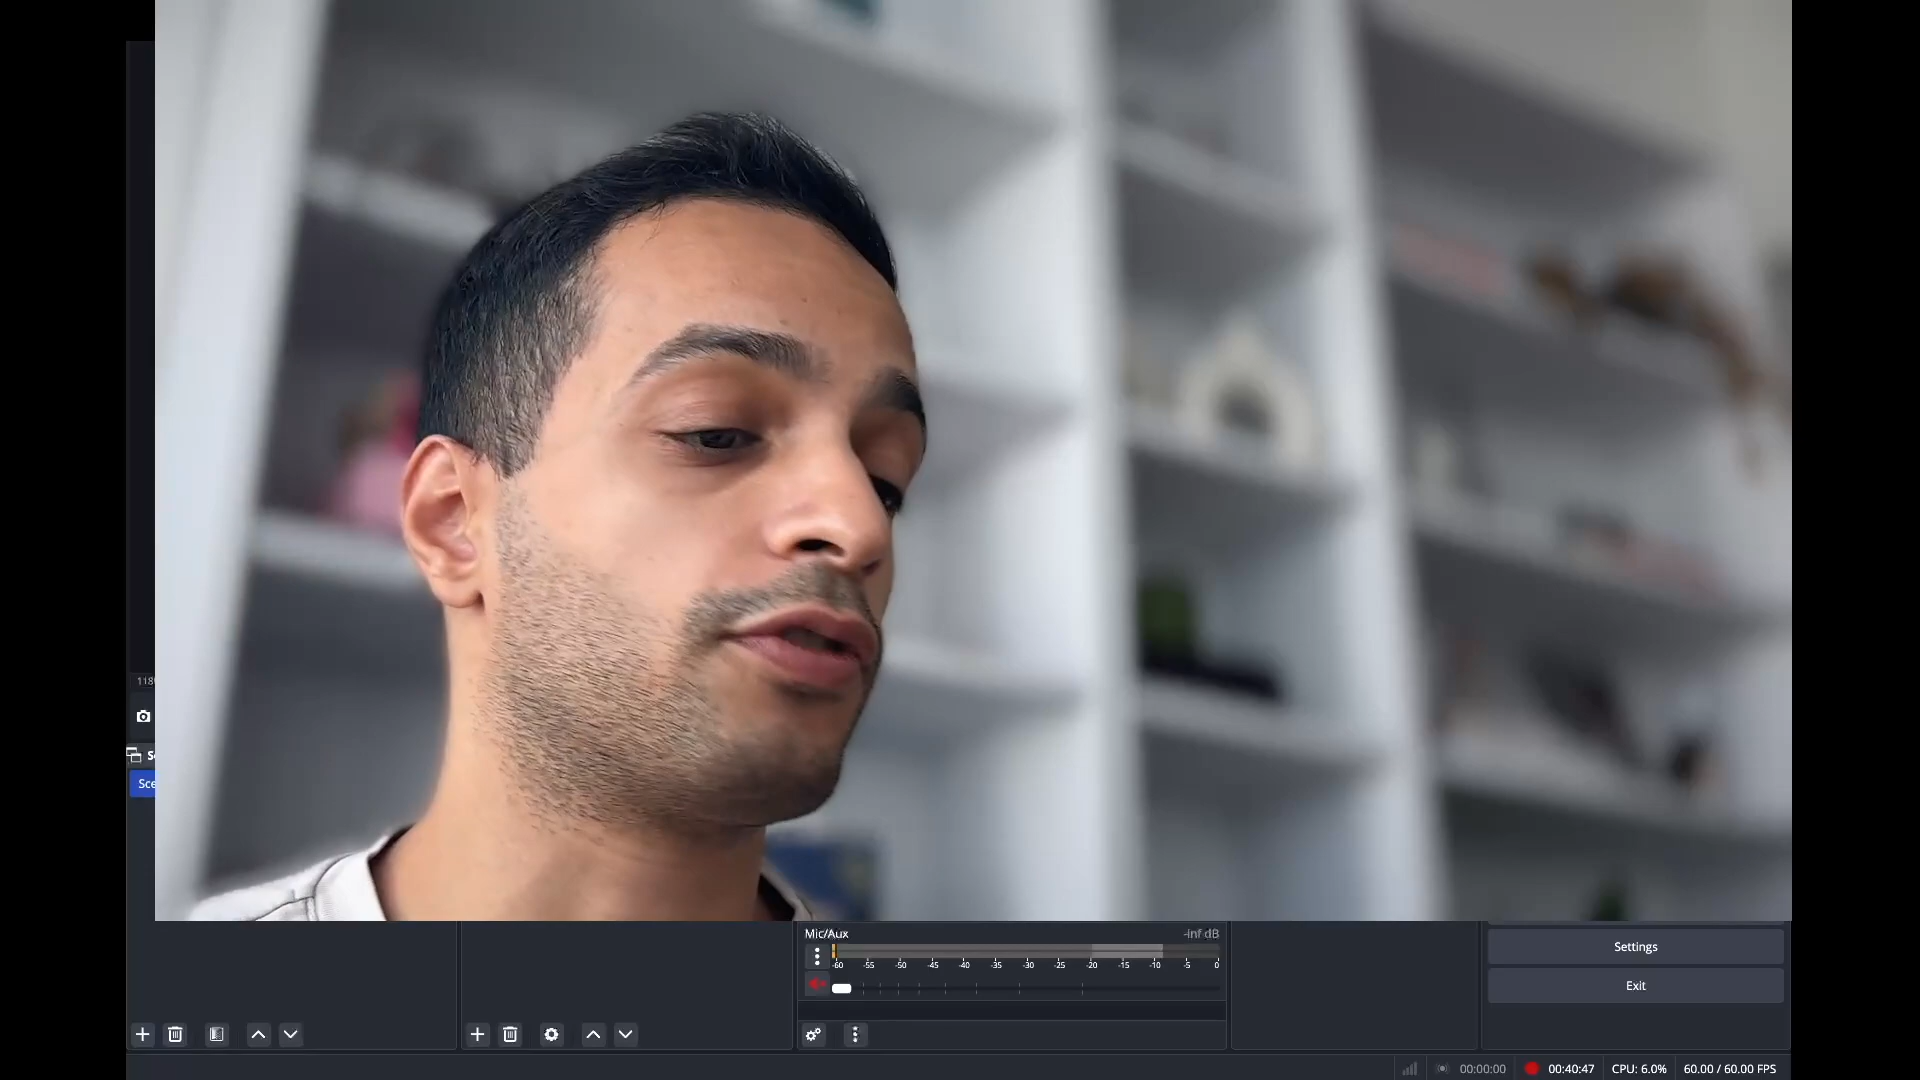 Mic/Aux -inf dB
-60 -55 -50 -45 -40 -35 -30 -25 -20 -15 -10 -5 0
Settings
Exit
00:00:00 00:40:47 CPU: 6.0% 60.00 / 60.00 FPS